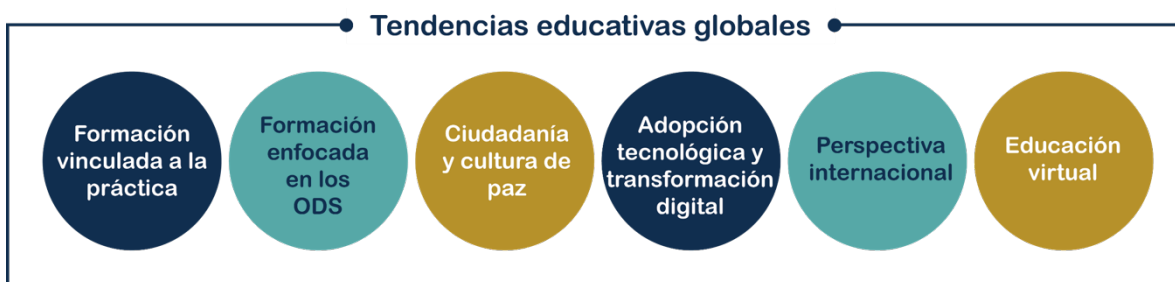 Tendencias educativas globales
Formación
vinculada a la
práctica
Formación
enfocada
en los
ODS
Ciudadanía
y cultura de
paz
Adopción
tecnológica y
transformación
digital
Perspectiva
internacional
Educación
virtual